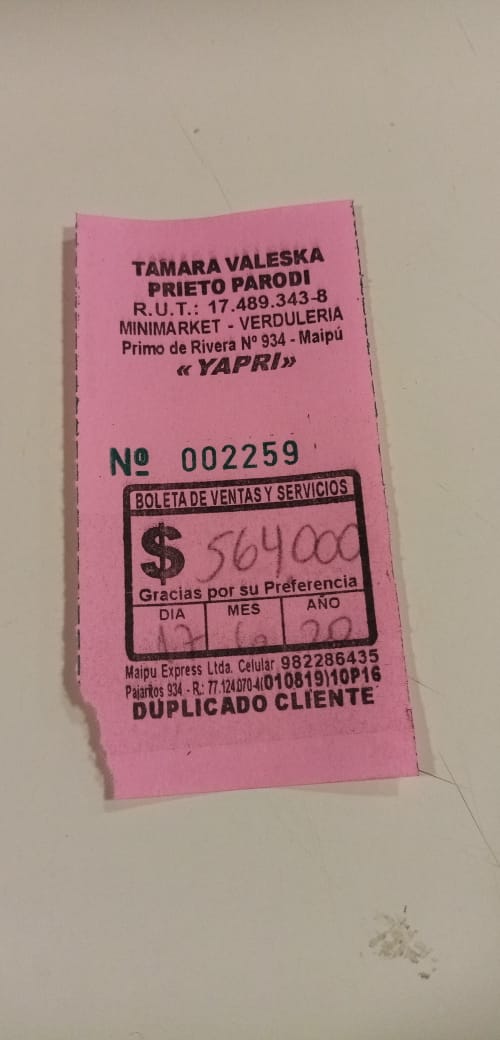 TAMARA VALESKA
PRIETO PARODI
R.U.T.: 17.489.343-8
MINIMARKET - VERDULERIA
Primo de Rivera Nº 934 - Maipú
«YAPRI»
Nº 002259
BOLETA DE VENTAS Y SERVICIOS
$ 564000
Gracias por su Preferencia
DIA MES AÑO
17 6 20
Maipu Express Ltda. Celular 982286435
Pajaritos 934 - R.: 77.124.070-4(010819)10P16
DUPLICADO CLIENTE